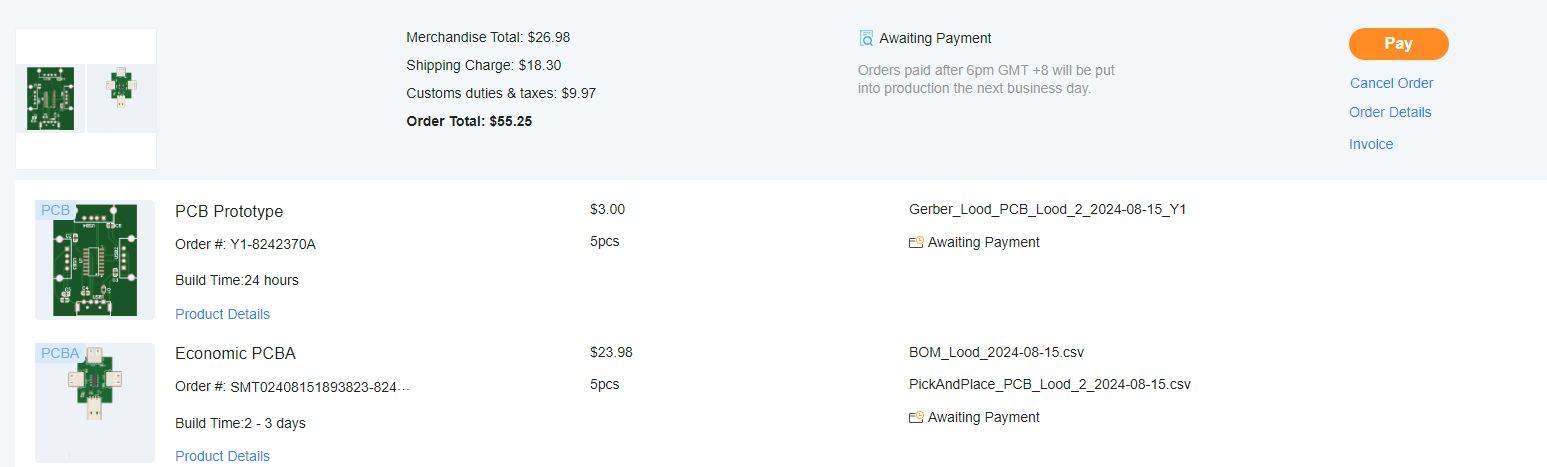 Merchandise Total: $26.98
Shipping Charge: $18.30
Customs duties & taxes: $9.97
Order Total: $55.25
Awaiting Payment
Orders paid after 6pm GMT +8 will be put
into production the next business day.
Pay
Cancel Order
Order Details
Invoice
PCB
PCB Prototype
Order #: Y1-8242370A
Build Time:24 hours
Product Details
$3.00
5pcs
Gerber_Lood_PCB_Lood_2_2024-08-15_Y1
Awaiting Payment
PCBA
Economic PCBA
Order #: SMT02408151893823-824...
Build Time:2 - 3 days
Product Details
$23.98
5pcs
BOM_Lood_2024-08-15.csv
PickAndPlace_PCB_Lood_2_2024-08-15.csv
Awaiting Payment